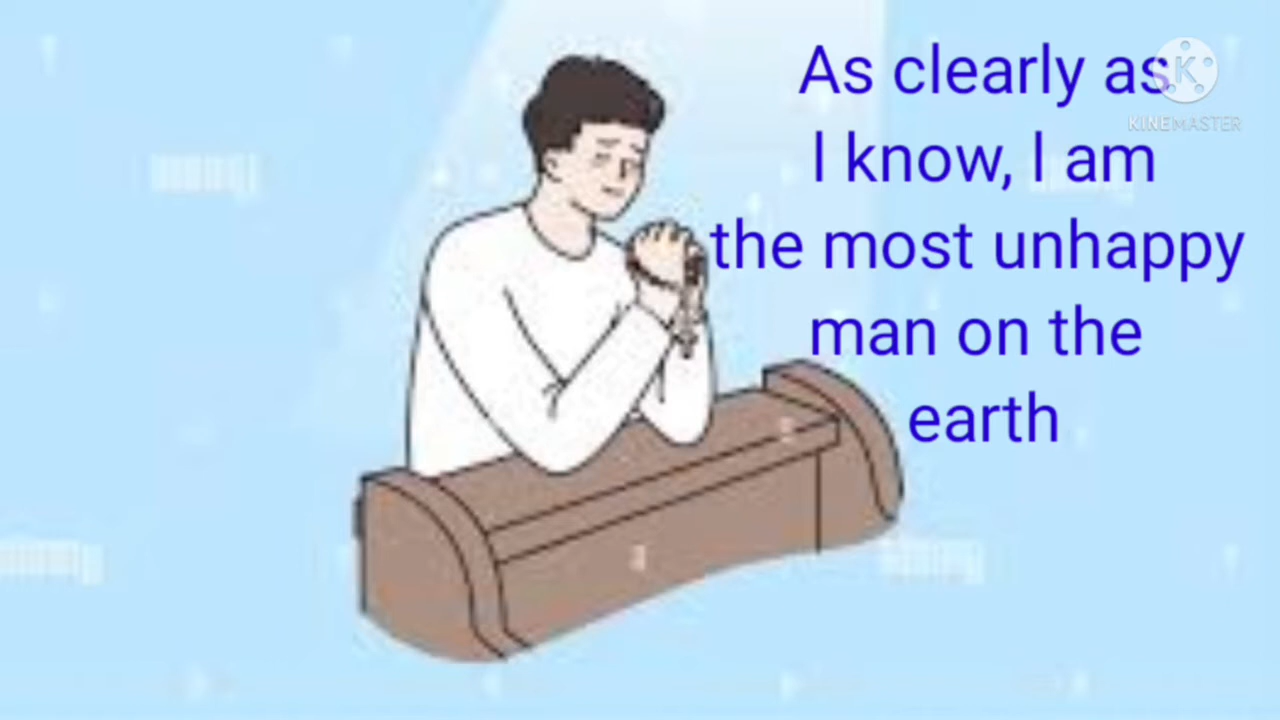 As clearly as
I know, I am
the most unhappy
man on the
earth
K
KINEMASTER